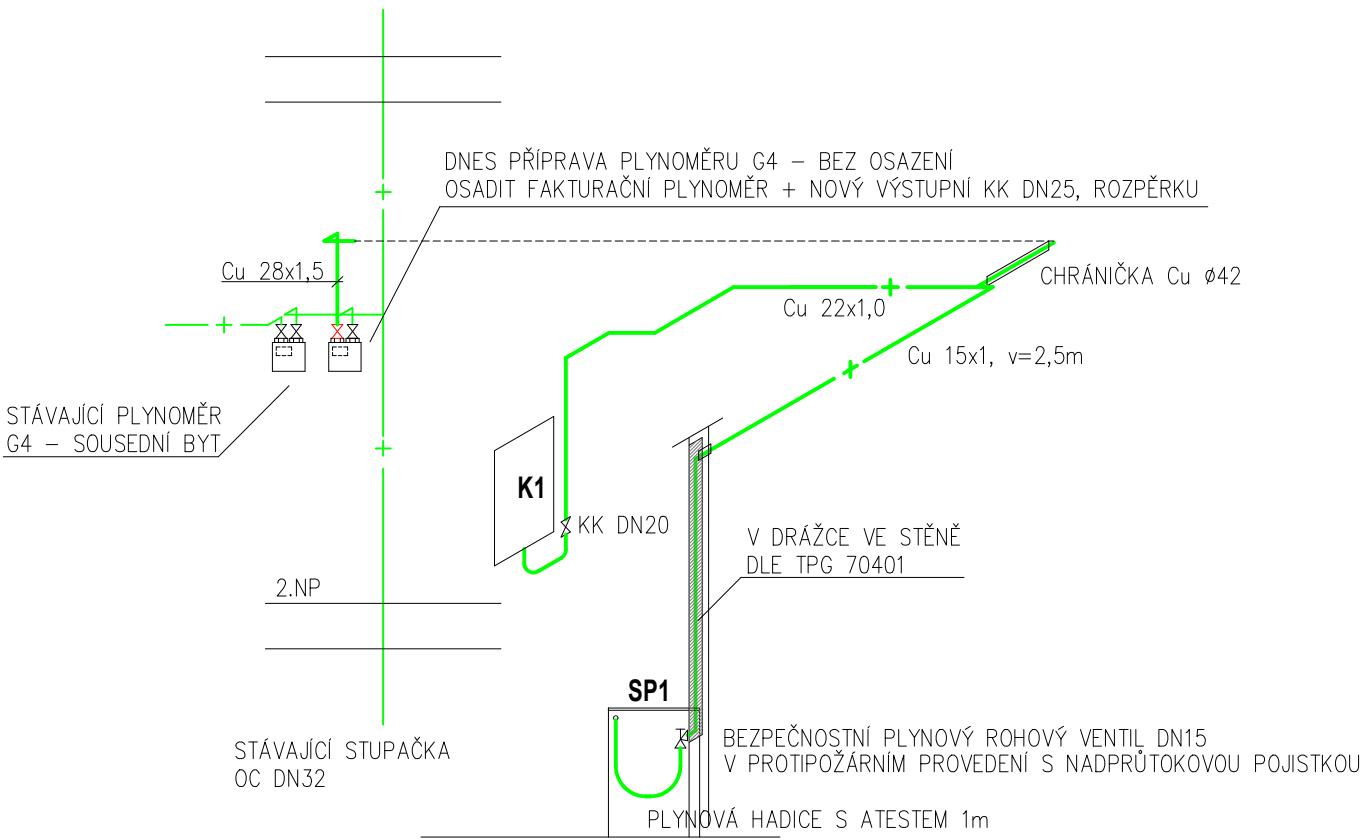 DNES PŘÍPRAVA PLYNOMĚRU G4 – BEZ OSAZENÍ
OSADIT FAKTURAČNÍ PLYNOMĚR + NOVÝ VÝSTUPNÍ KK DN25, ROZPĚRKU
Cu 28x1,5
CHRÁNIČKA Cu ø42
Cu 22x1,0
Cu 15x1, v=2,5m
STÁVAJÍCÍ PLYNOMĚR
G4 – SOUSEDNÍ BYT
K1
KK DN20
V DRÁŽCE VE STĚNĚ
DLE TPG 70401
2.NP
SP1
STÁVAJÍCÍ STUPAČKA
OC DN32
BEZPEČNOSTNÍ PLYNOVÝ ROHOVÝ VENTIL DN15
V PROTIPOŽÁRNÍM PROVEDENÍ S NADPRŮTOKOVOU POJISTKOU
PLYNOVÁ HADICE S ATESTEM 1m